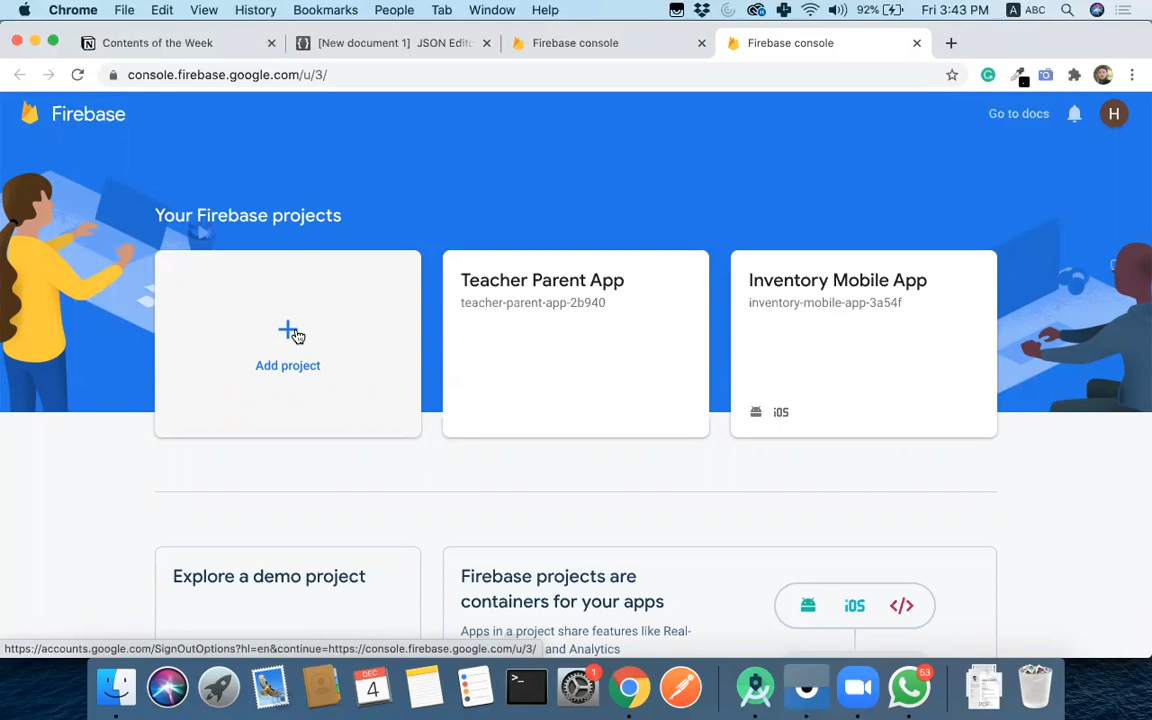 Chrome File Edit View History Bookmarks People Tab Window Help 92% Fri 3:43 PM A ABC
Contents of the Week
[New document 1] JSON Edit
Firebase console
Firebase console
console.firebase.google.com/u/3/
Firebase
Go to docs
H
Your Firebase projects
Add project
Teacher Parent App
teacher-parent-app-2b940
Inventory Mobile App
inventory-mobile-app-3a54f
iOS
Explore a demo project
Firebase projects are
containers for your apps
Apps in a project share features like Real-
and Analytics
iOS </>
https://accounts.google.com/SignOutOptions?hl=en&continue=https://console.firebase.google.com/u/3/
DEC
4
1
53
PDF